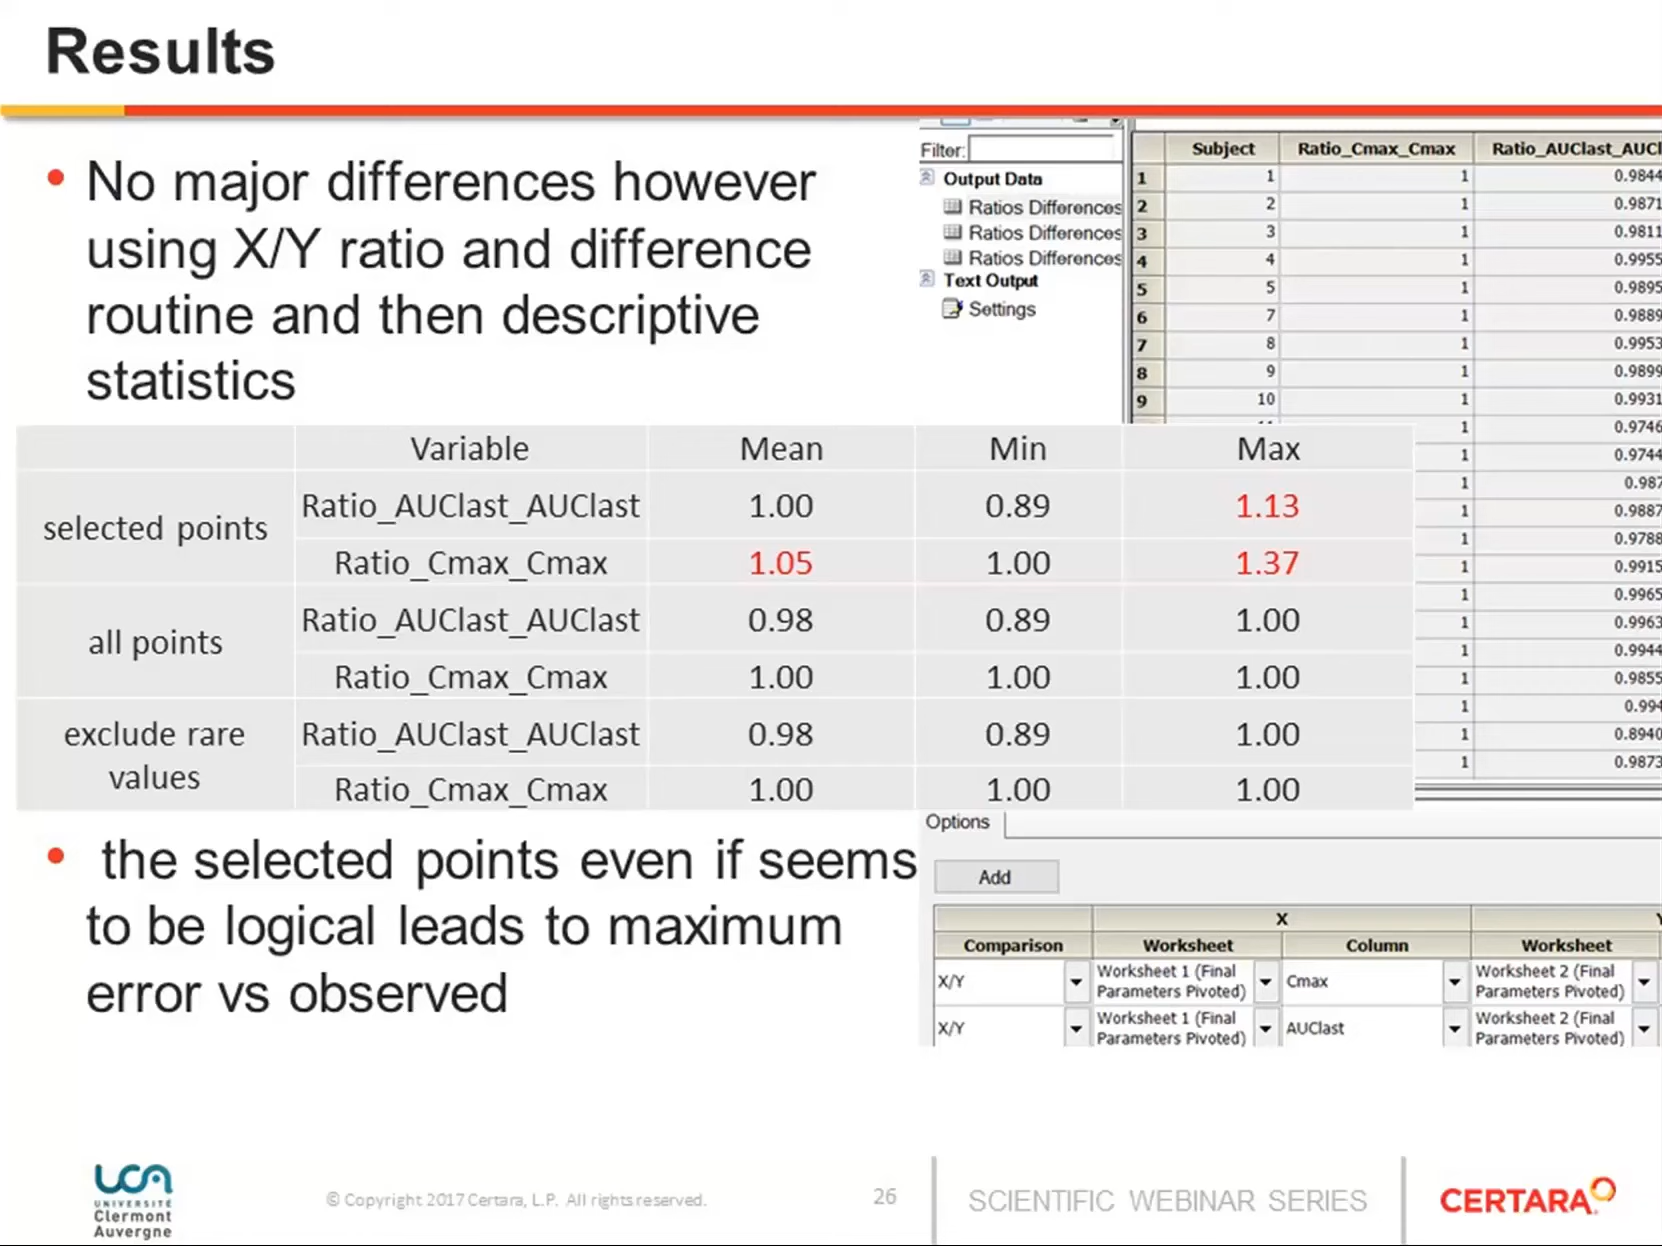 Results
• No major differences however
using X/Y ratio and difference
routine and then descriptive
statistics
Filter:
Output Data
Ratios Differences
Ratios Differences
Ratios Differences
Text Output
Settings
Subject Ratio_Cmax_Cmax Ratio_AUClast_AUCl
1 1 1 0.9844
2 2 1 0.9871
3 3 1 0.9811
4 4 1 0.9955
5 5 1 0.9895
6 7 1 0.9889
7 8 1 0.9953
8 9 1 0.9899
9 10 1 0.9931
1 0.9746
1 0.9744
1 0.987
1 0.9887
1 0.9788
1 0.9915
1 0.9965
1 0.9963
1 0.9944
1 0.9855
1 0.994
1 0.8940
1 0.9873
Variable Mean Min Max
selected points
Ratio_AUClast_AUClast 1.00 0.89 1.13
Ratio_Cmax_Cmax 1.05 1.00 1.37
all points
Ratio_AUClast_AUClast 0.98 0.89 1.00
Ratio_Cmax_Cmax 1.00 1.00 1.00
exclude rare
values
Ratio_AUClast_AUClast 0.98 0.89 1.00
Ratio_Cmax_Cmax 1.00 1.00 1.00
• the selected points even if seems
to be logical leads to maximum
error vs observed
Options
Add
X
Comparison Worksheet Column Worksheet
X/Y Worksheet 1 (Final Parameters Pivoted) Cmax Worksheet 2 (Final Parameters Pivoted)
X/Y Worksheet 1 (Final Parameters Pivoted) AUClast Worksheet 2 (Final Parameters Pivoted)
UCA
UNIVERSITÉ
Clermont
Auvergne
© Copyright 2017 Certara, L.P. All rights reserved.
26
SCIENTIFIC WEBINAR SERIES
CERTARA